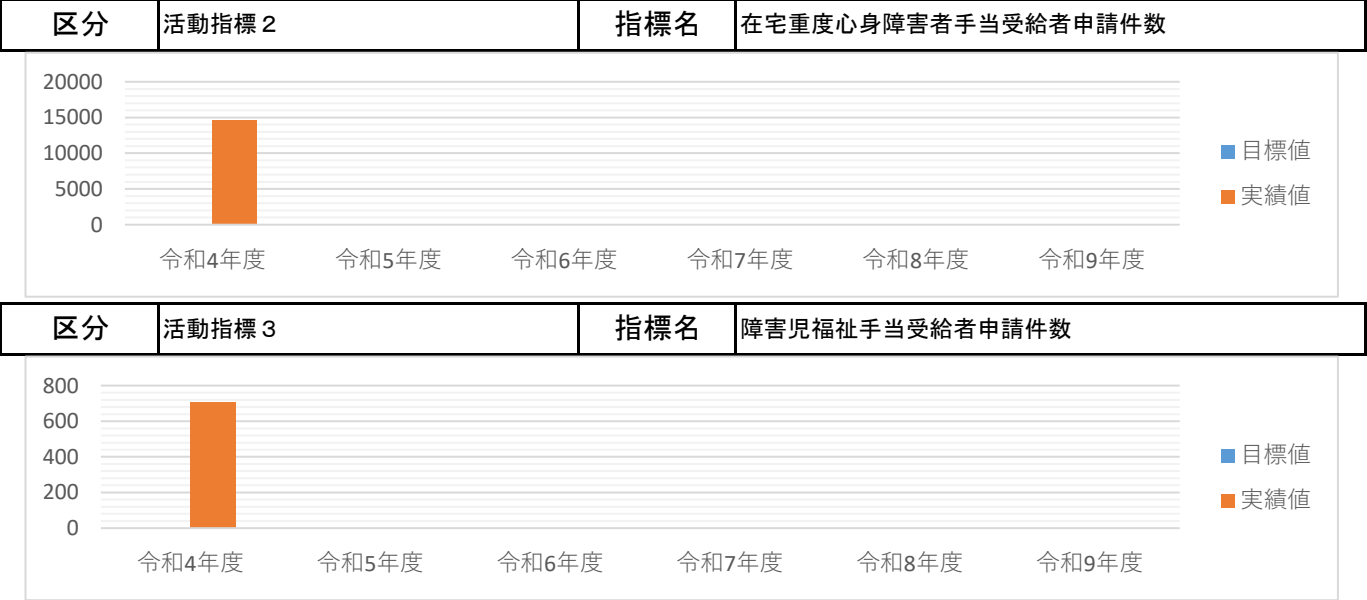 区分 活動指標２ 指標名 在宅重度心身障害者手当受給者申請件数
20000
15000
10000
5000
0
令和4年度 令和5年度 令和6年度 令和7年度 令和8年度 令和9年度
目標値
実績値
区分 活動指標３ 指標名 障害児福祉手当受給者申請件数
800
600
400
200
0
令和4年度 令和5年度 令和6年度 令和7年度 令和8年度 令和9年度
目標値
実績値